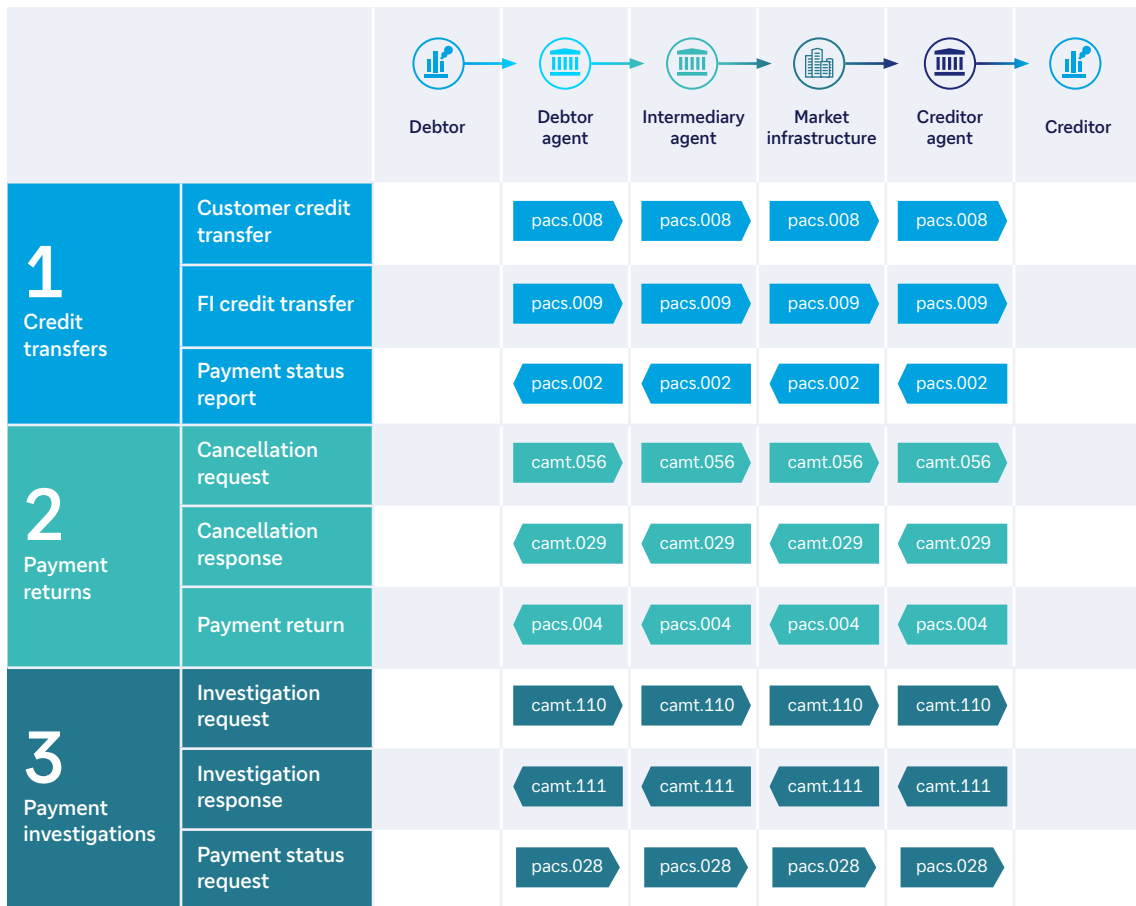 Debtor
Debtor
agent
Intermediary
agent
Market
infrastructure
Creditor
agent
Creditor
1
Credit
transfers
Customer credit
transfer
pacs.008 pacs.008 pacs.008 pacs.008
FI credit transfer
pacs.009 pacs.009 pacs.009 pacs.009
Payment status
report
pacs.002 pacs.002 pacs.002 pacs.002
2
Payment
returns
Cancellation
request
camt.056 camt.056 camt.056 camt.056
Cancellation
response
camt.029 camt.029 camt.029 camt.029
Payment return
pacs.004 pacs.004 pacs.004 pacs.004
3
Payment
investigations
Investigation
request
camt.110 camt.110 camt.110 camt.110
Investigation
response
camt.111 camt.111 camt.111 camt.111
Payment status
request
pacs.028 pacs.028 pacs.028 pacs.028